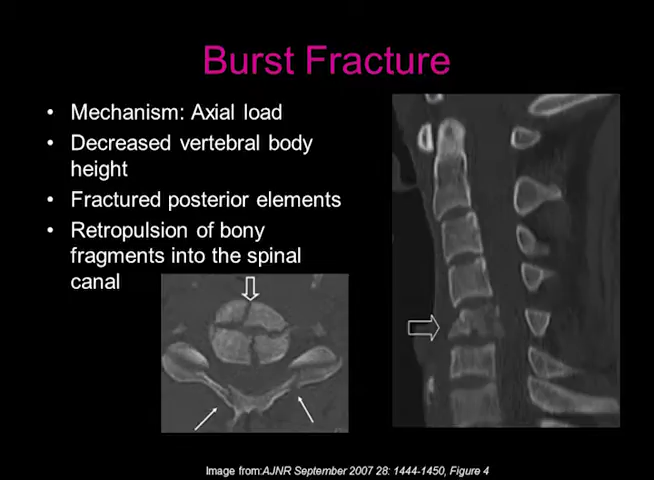 Burst Fracture
• Mechanism: Axial load
• Decreased vertebral body
height
• Fractured posterior elements
• Retropulsion of bony
fragments into the spinal
canal
Image from:AJNR September 2007 28: 1444-1450, Figure 4